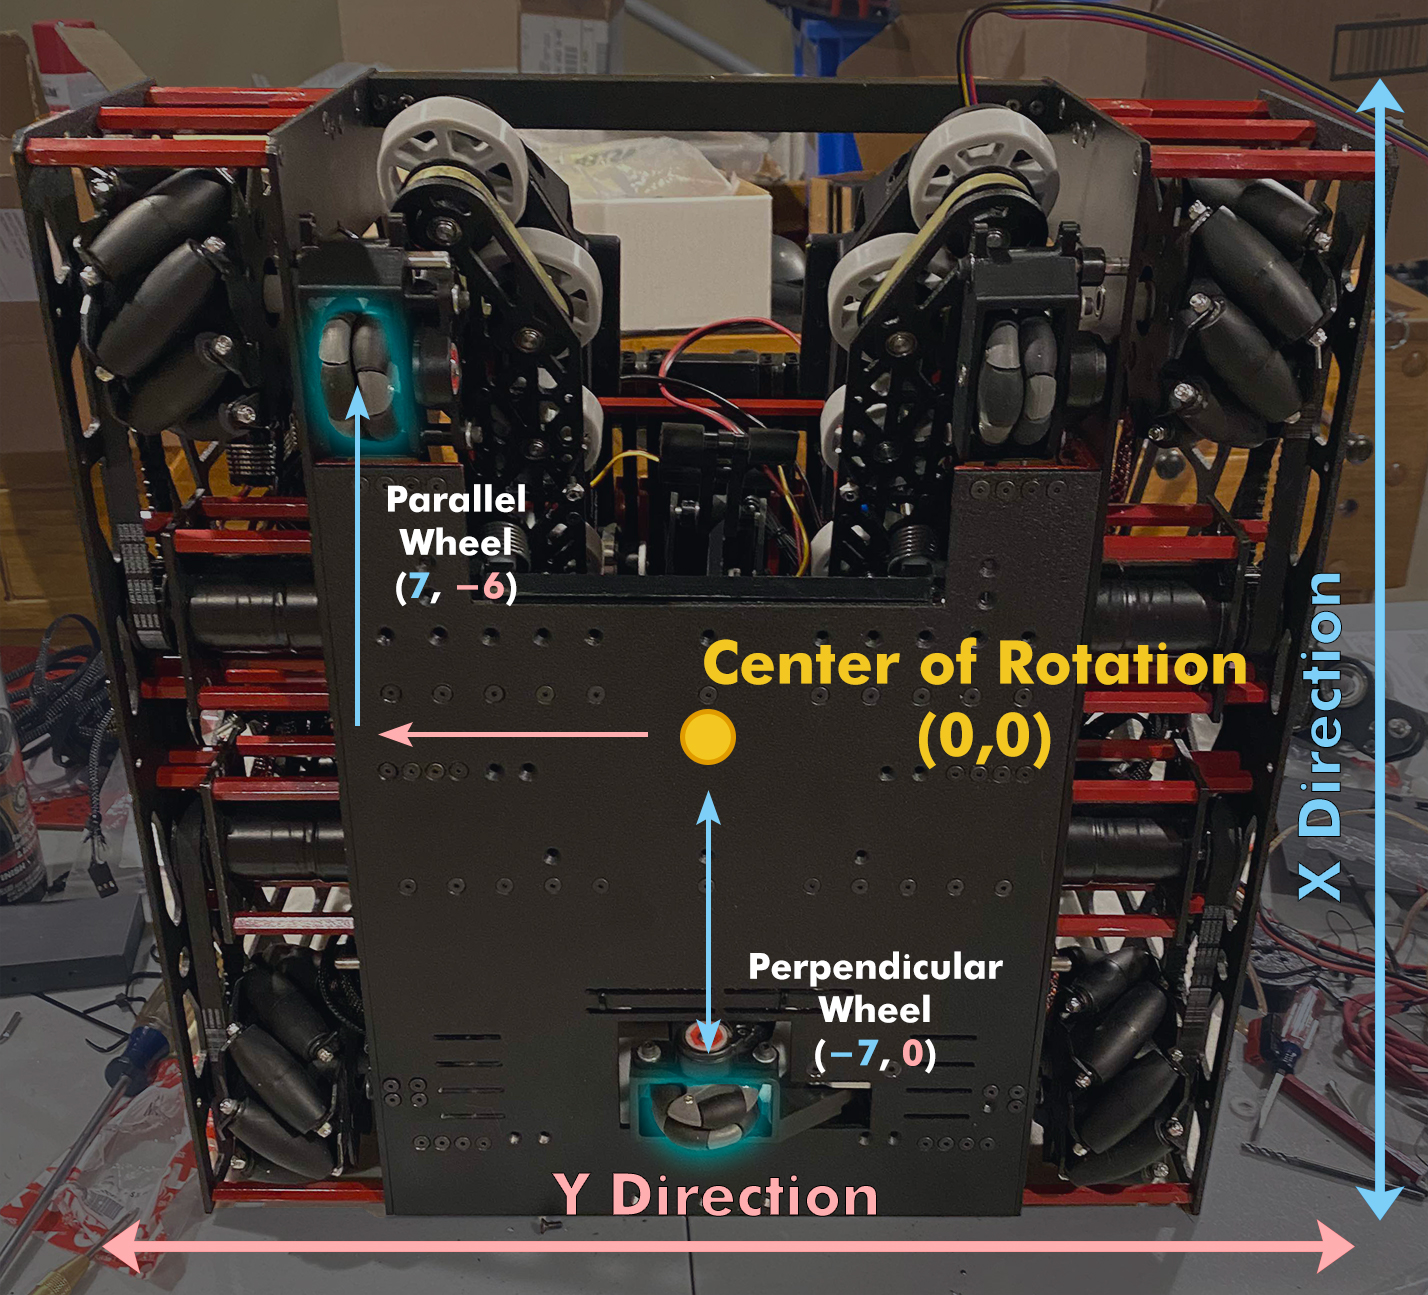 Parallel
Wheel
(7, −6)
Center of Rotation
(0,0)
X Direction
Perpendicular
Wheel
(−7, 0)
Y Direction